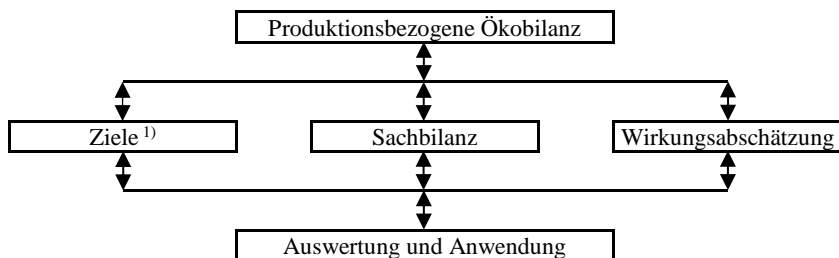 Produktionsbezogene Ökobilanz
Ziele 1)
Sachbilanz
Wirkungsabschätzung
Auswertung und Anwendung